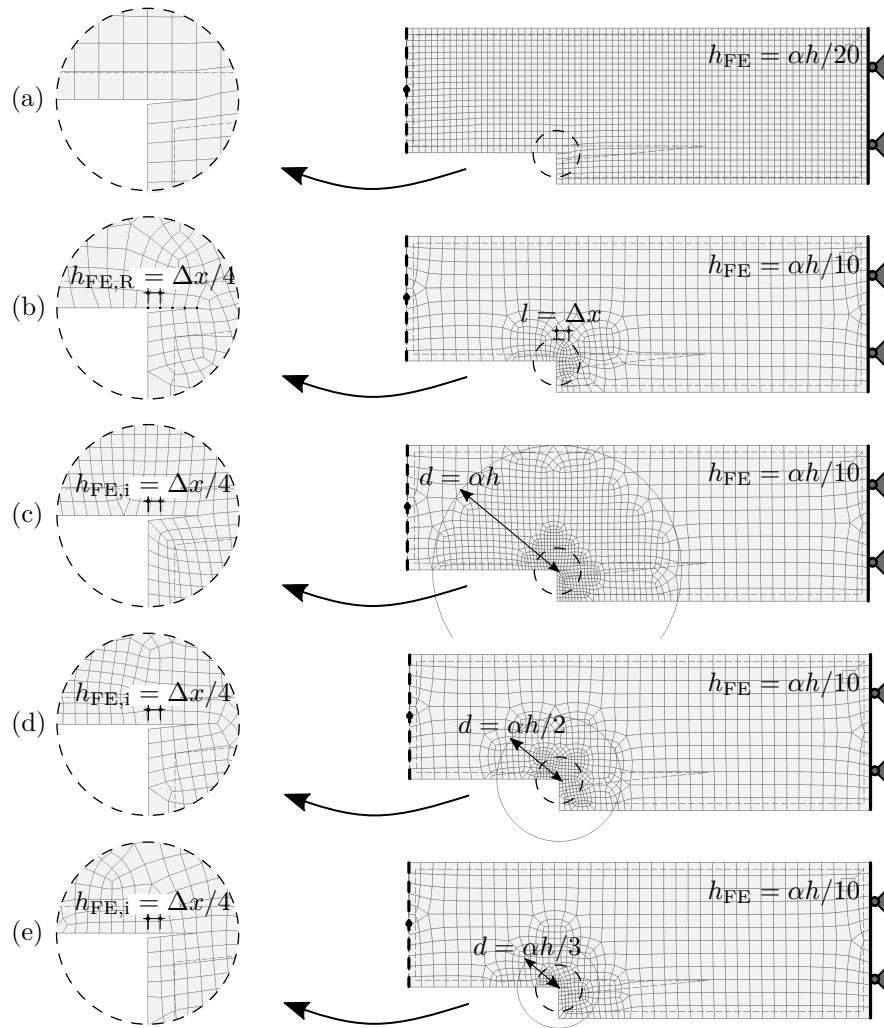 (a)
h_FE = αh/20
(b)
h_FE,R = Δx/4
h_FE = αh/10
l = Δx
(c)
h_FE,i = Δx/4
d = αh
h_FE = αh/10
(d)
h_FE,i = Δx/4
d = αh/2
h_FE = αh/10
(e)
h_FE,i = Δx/4
d = αh/3
h_FE = αh/10